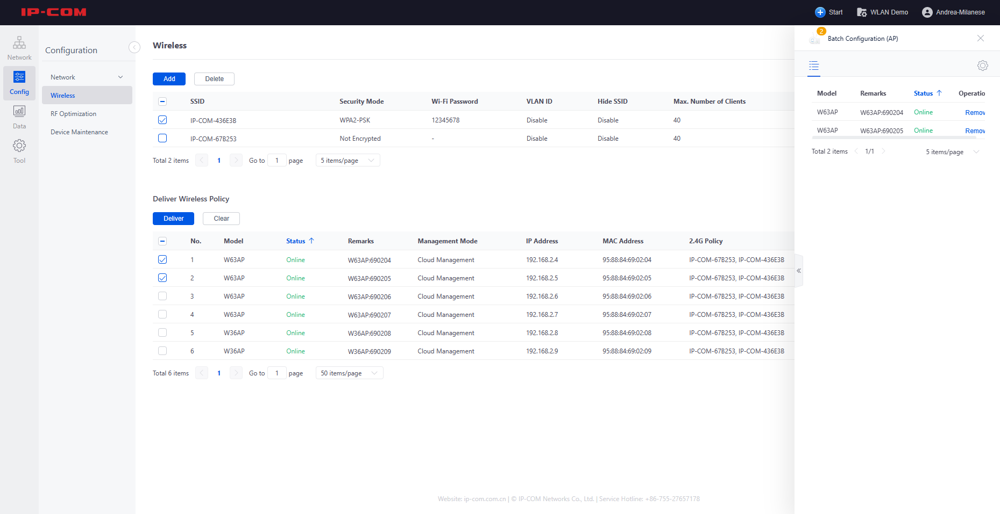 IP-COM
Start
WLAN Demo
Andrea-Milanese
Network
Config
Data
Tool
Configuration
Network
Wireless
RF Optimization
Device Maintenance
Wireless
Add Delete
SSID Security Mode Wi-Fi Password VLAN ID Hide SSID Max. Number of Clients
IP-COM-436E3B WPA2-PSK 12345678 Disable Disable 40
IP-COM-67B253 Not Encrypted - Disable Disable 40
Total 2 items 1 Go to 1 page 5 items/page
Deliver Wireless Policy
Deliver Clear
No. Model Status Remarks Management Mode IP Address MAC Address 2.4G Policy
1 W63AP Online W63AP:690204 Cloud Management 192.168.2.4 95:88:84:69:02:04 IP-COM-67B253, IP-COM-436E3B
2 W63AP Online W63AP:690205 Cloud Management 192.168.2.5 95:88:84:69:02:05 IP-COM-67B253, IP-COM-436E3B
3 W63AP Online W63AP:690206 Cloud Management 192.168.2.6 95:88:84:69:02:06 IP-COM-67B253, IP-COM-436E3B
4 W63AP Online W63AP:690207 Cloud Management 192.168.2.7 95:88:84:69:02:07 IP-COM-67B253, IP-COM-436E3B
5 W36AP Online W36AP:690208 Cloud Management 192.168.2.8 95:88:84:69:02:08 IP-COM-67B253, IP-COM-436E3B
6 W36AP Online W36AP:690209 Cloud Management 192.168.2.9 95:88:84:69:02:09 IP-COM-67B253, IP-COM-436E3B
Total 6 items 1 Go to 1 page 50 items/page
Website: ip-com.com.cn | © IP-COM Networks Co., Ltd. | Service Hotline: +86-755-27657178
2
Batch Configuration (AP)
Model Remarks Status Operatio
W63AP W63AP:690204 Online Remov
W63AP W63AP:690205 Online Remov
Total 2 items 1/1 5 items/page